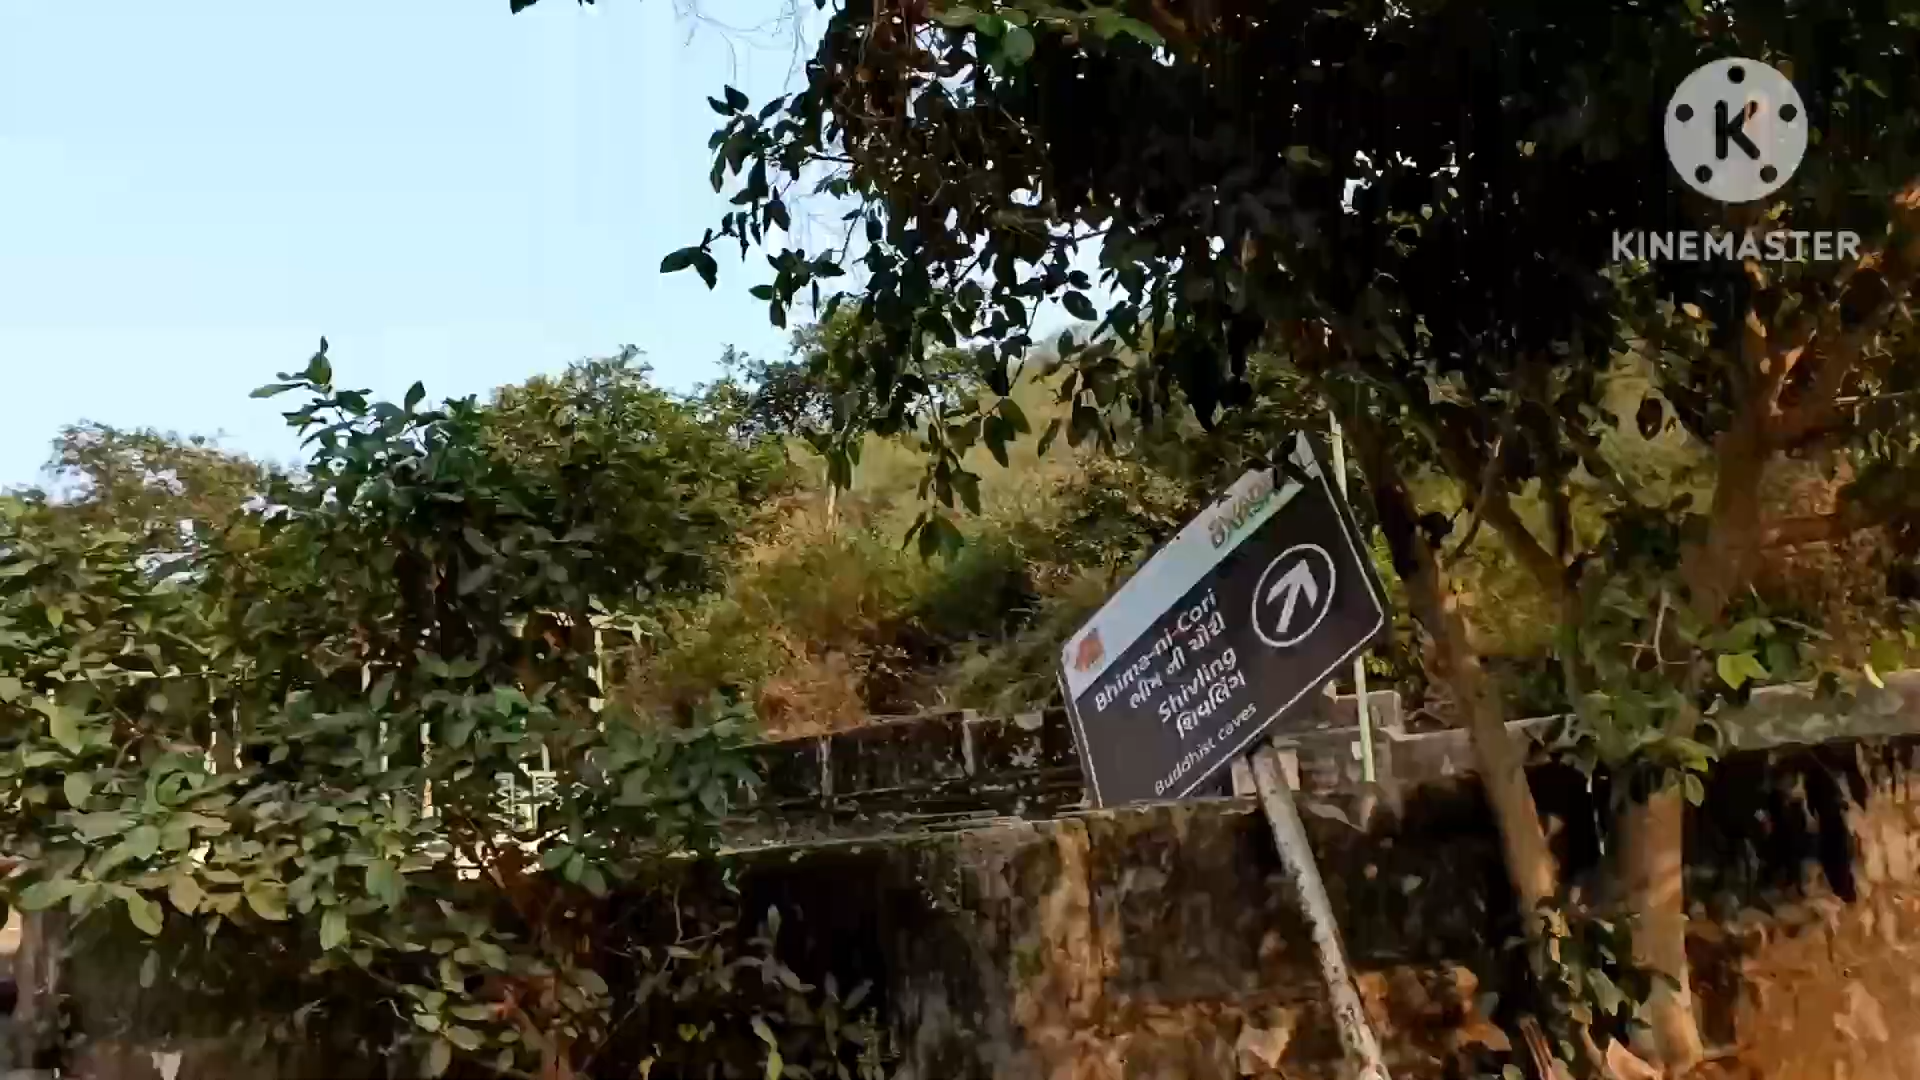 KINEMASTER
Bhima-ni-Cori
ભીમ ની ચોરી
Shivling
શિવલિંગ
Buddhist caves